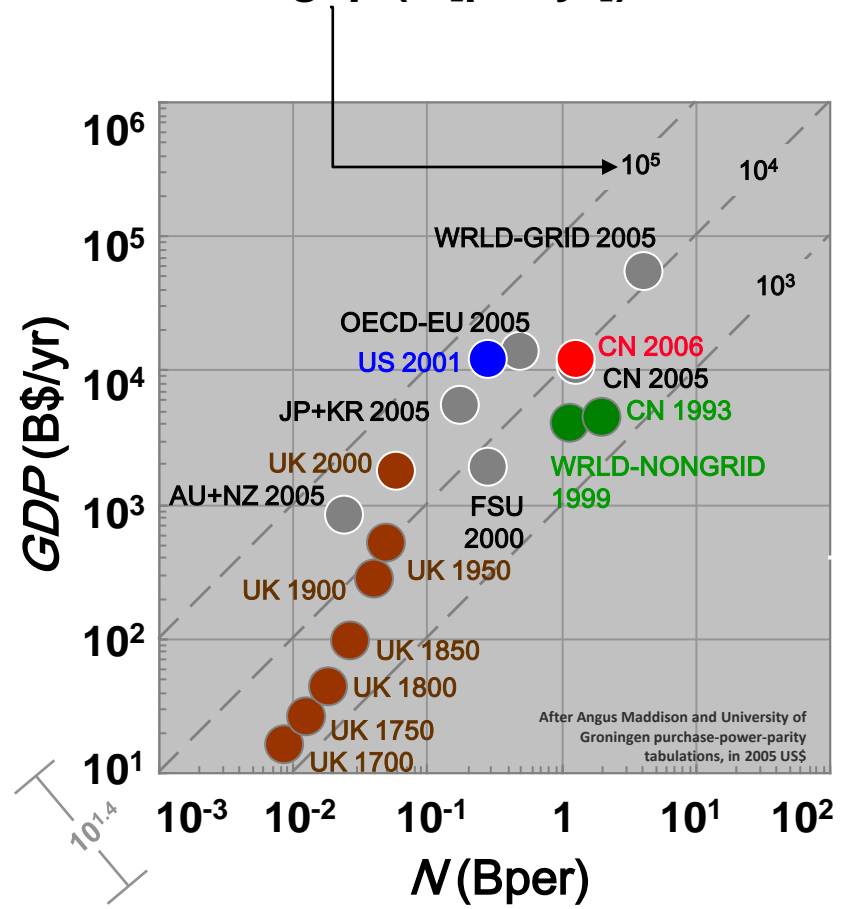 10⁶
10⁵
10⁴
10³
10²
10¹
GDP (B$/yr)
10⁵
10⁴
10³
WRLD-GRID 2005
OECD-EU 2005
US 2001
CN 2006
CN 2005
JP+KR 2005
CN 1993
UK 2000
WRLD-NONGRID
1999
AU+NZ 2005
FSU
2000
UK 1950
UK 1900
UK 1850
UK 1800
UK 1750
UK 1700
After Angus Maddison and University of
Groningen purchase-power-parity
tabulations, in 2005 US$
10¹·⁴
10⁻³ 10⁻² 10⁻¹ 1 10¹ 10²
N (Bper)